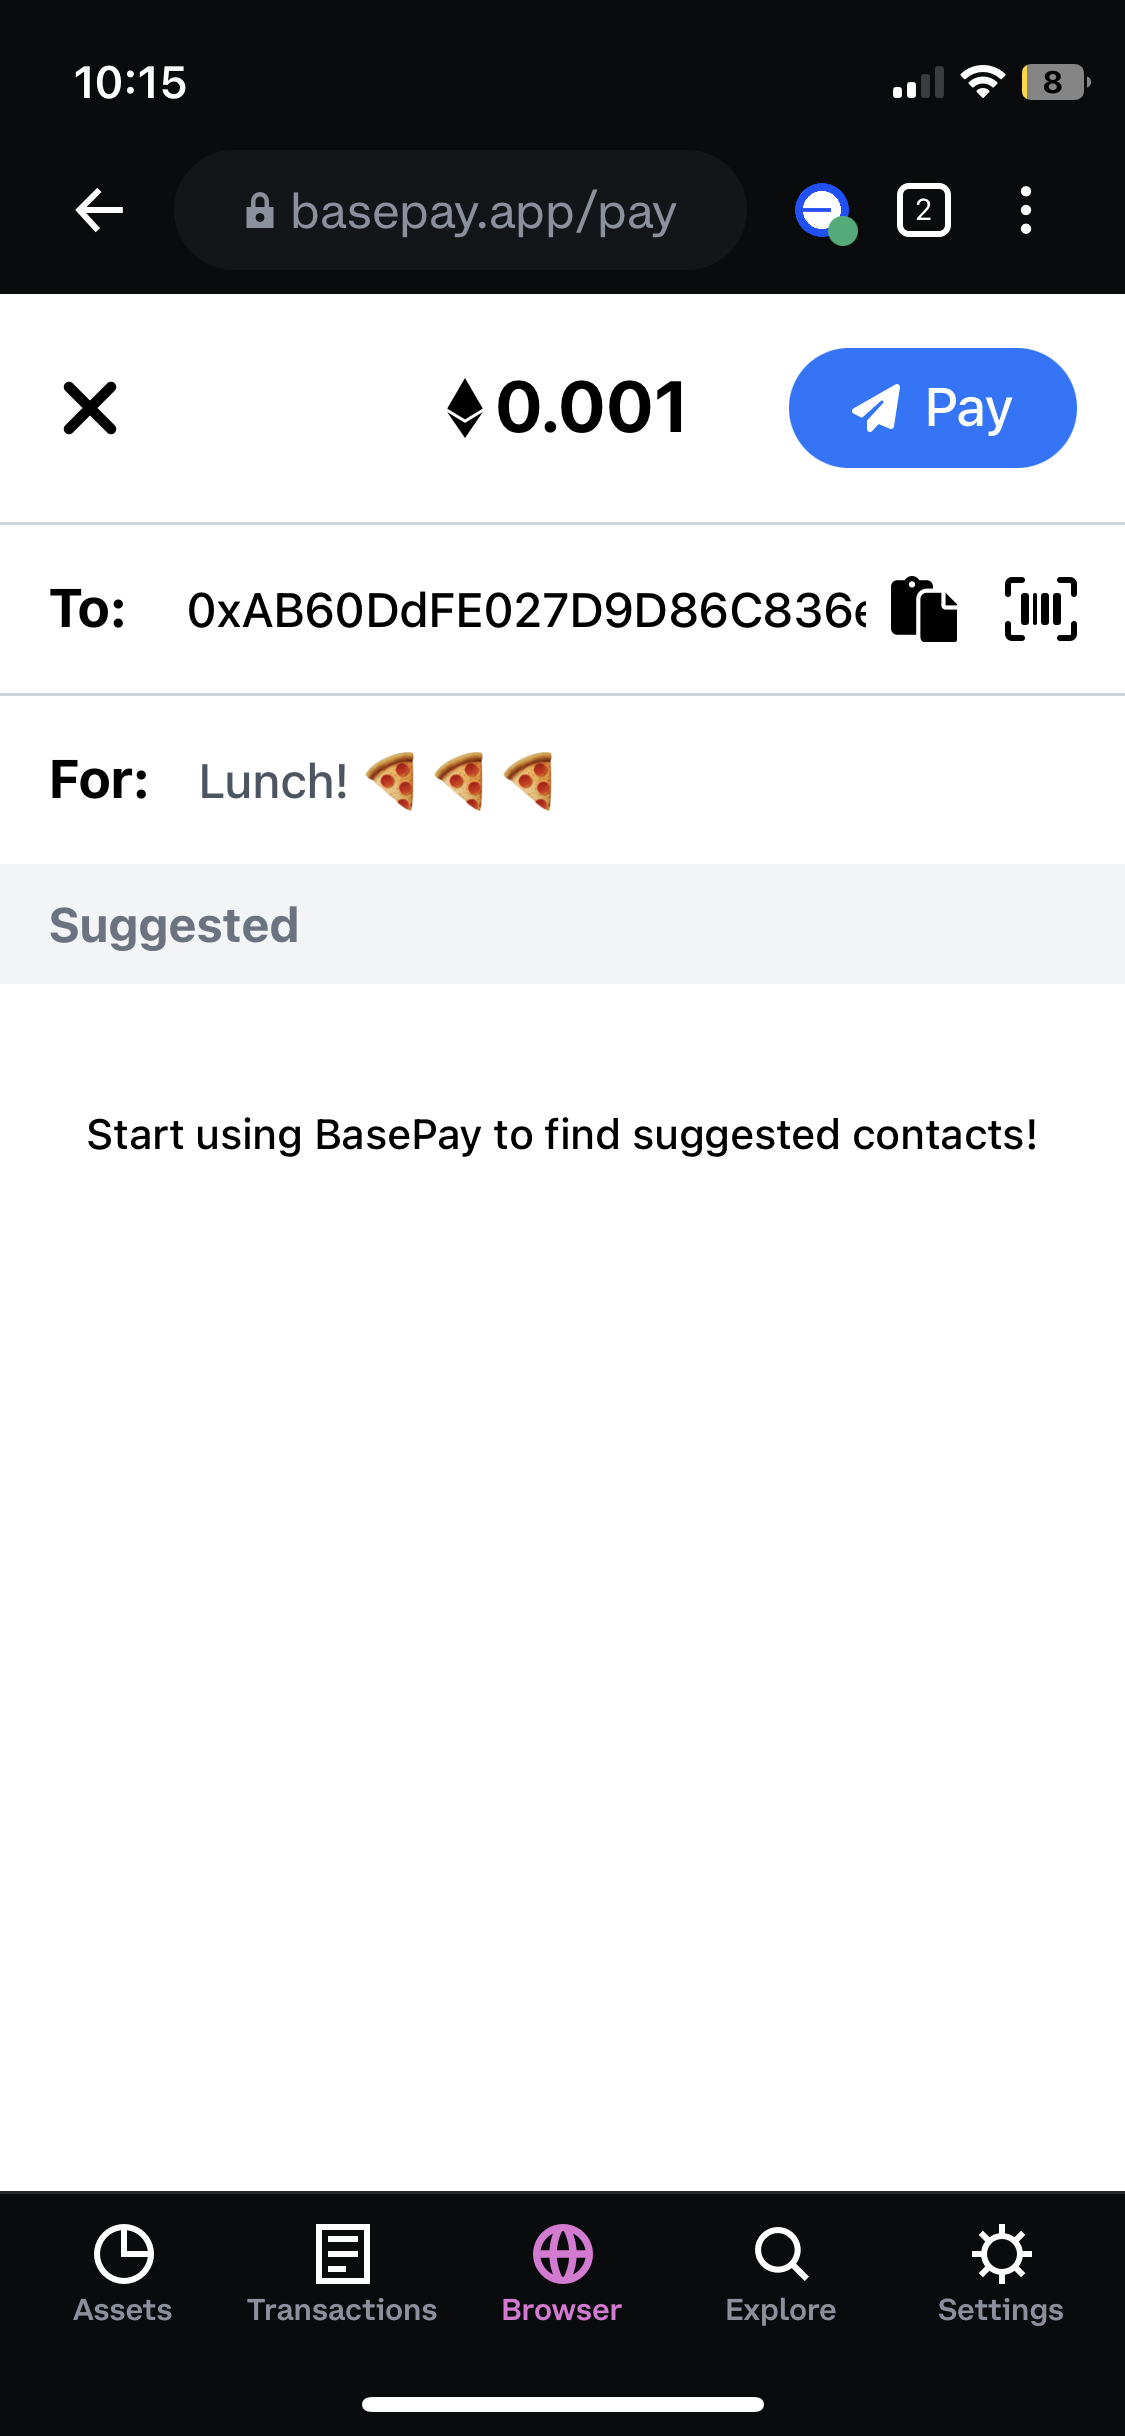 10:15
8
basepay.app/pay
2
0.001
Pay
To:
0xAB60DdFE027D9D86C836
For:
Lunch! 🍕🍕🍕
Suggested
Start using BasePay to find suggested contacts!
Assets
Transactions
Browser
Explore
Settings